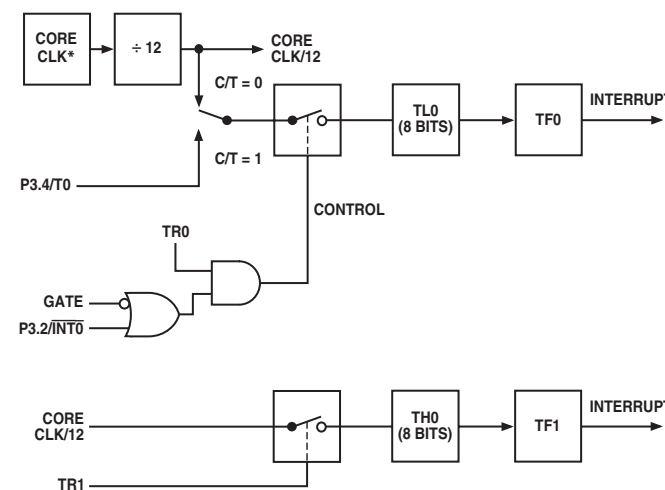 CORE
CLK*
÷ 12
CORE
CLK/12
C/T = 0
TL0
(8 BITS)
TF0
INTERRUPT
C/T = 1
P3.4/T0
CONTROL
TR0
GATE
P3.2/INT0
CORE
CLK/12
TH0
(8 BITS)
TF1
INTERRUPT
TR1